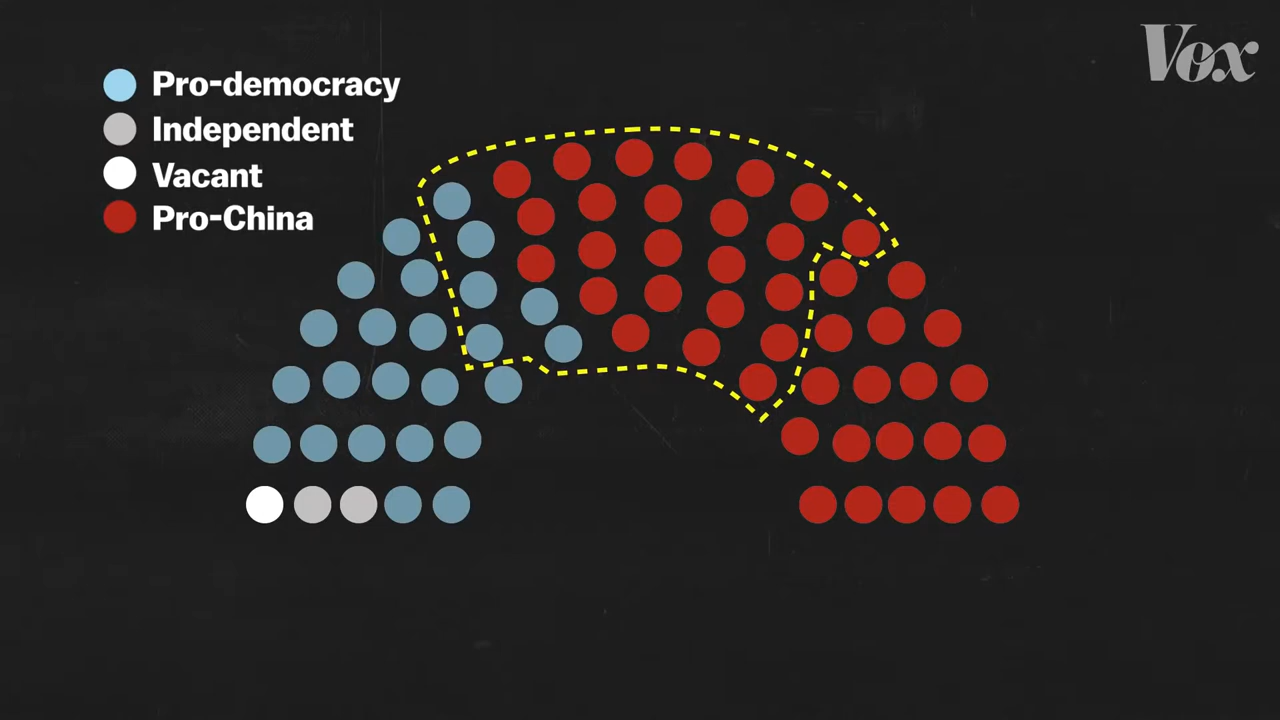 Vox
Pro-democracy
Independent
Vacant
Pro-China